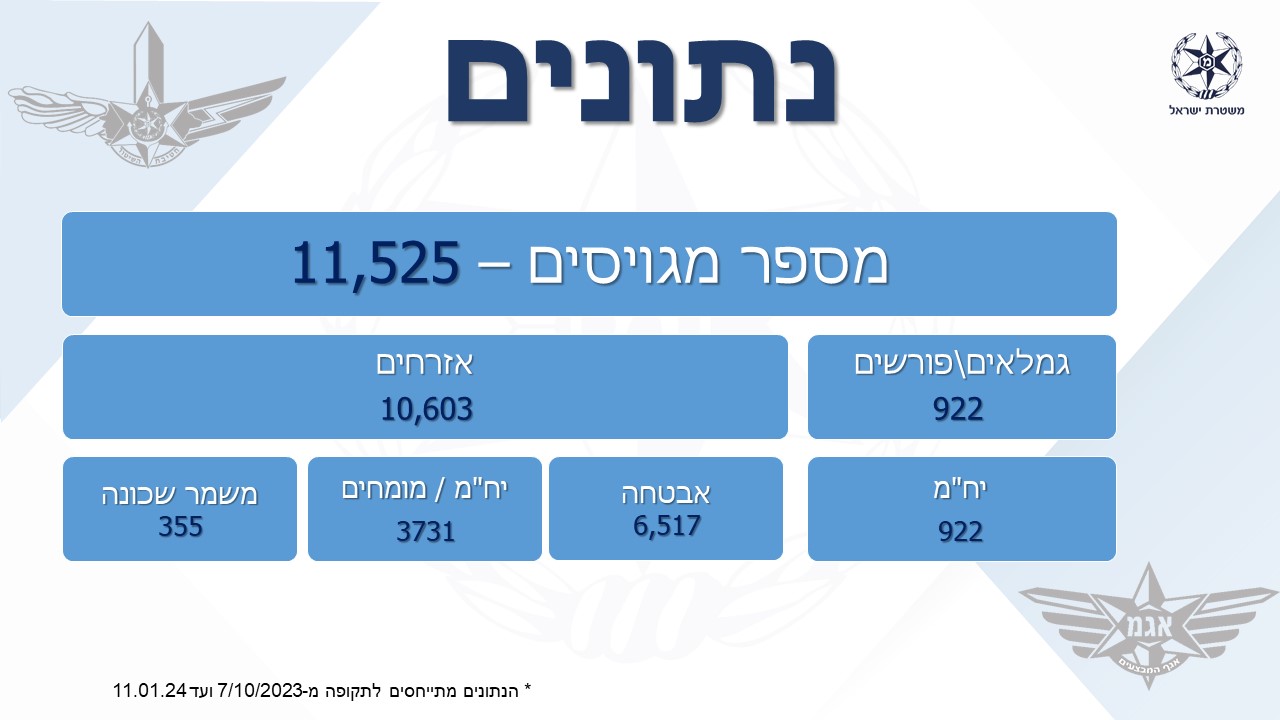 נתונים
משטרת ישראל
מספר מגויסים – 11,525
גמלאים\פורשים
922
אזרחים
10,603
יח"מ
922
אבטחה
6,517
יח"מ / מומחים
3731
משמר שכונה
355
אגמ
אגף המבצעים
* הנתונים מתייחסים לתקופה מ-7/10/2023 ועד 11.01.24